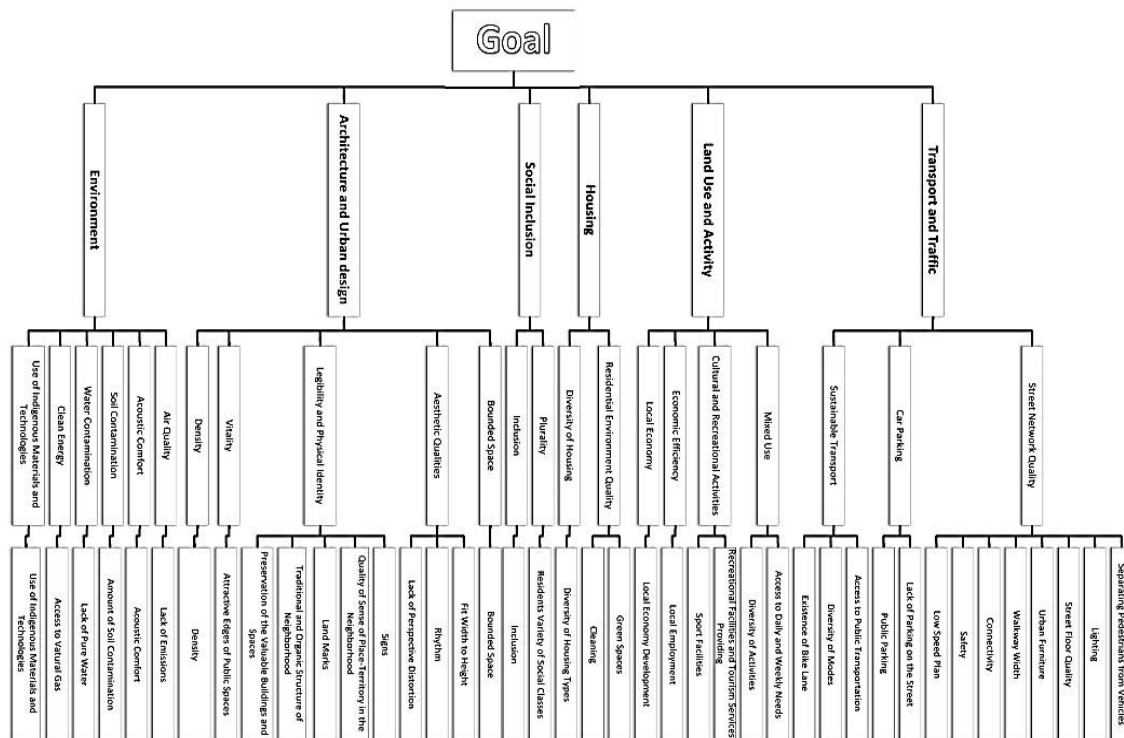 Goal
Environment
Architecture and Urban design
Social Inclusion
Housing
Land Use and Activity
Transport and Traffic
Use of Indigenous Materials and
Technologies
Clean Energy
Water Contamination
Soil Contamination
Acoustic Comfort
Air Quality
Density
Vitality
Legibility and Physical Identity
Aesthetic Qualities
Bounded Space
Inclusion
Plurality
Diversity of Housing
Residential Environment Quality
Local Economy
Economic Efficiency
Cultural and Recreational Activities
Mixed Use
Sustainable Transport
Car Parking
Street Network Quality
Use of Indigenous Materials and
Technologies
Access to Vatural Gas
Lack of Pure Water
Amount of Soil Contamination
Acoustic Comfort
Lack of Emissions
Density
Attractive Edges of Public Spaces
Preservation of the Valuable Buildings and
Spaces
Traditional and Organic Structure of
Neighborhood
Land Marks
Quality of Sense of Place-Territory in the
Neighborhood
Signs
Lack of Perspective Distortion
Rhythm
Fit Width to Height
Bounded Space
Inclusion
Residents Variety of Social Classes
Diversity of Housing Types
Cleaning
Green Spaces
Local Economy Development
Local Employment
Sport Facilities
Recreational Facilities and Tourism Services
Providing
Diversity of Activities
Access to Daily and Weekly Needs
Existence of Bike Lane
Diversity of Modes
Access to Public Transportation
Public Parking
Lack of Parking on the Street
Low Speed Plan
Safety
Connectivity
Walkway Width
Urban Furniture
Street Floor Quality
Lighting
Separating Pedestrians from Vehicles